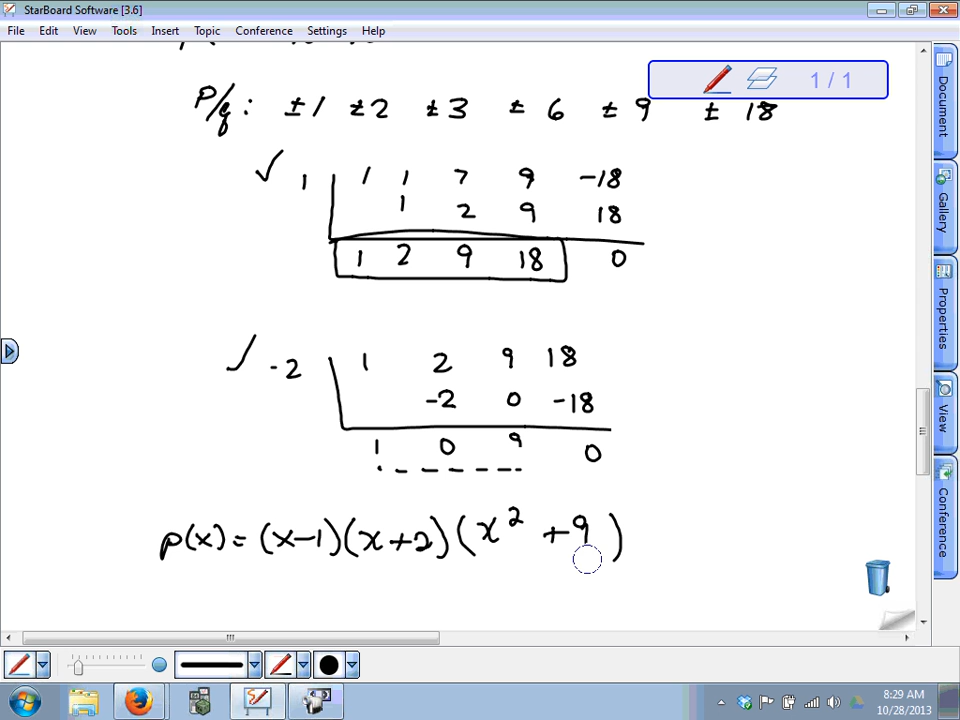 StarBoard Software [3.6]
File Edit View Tools Insert Transform Conference Settings Help
1 / 1
P/q: ±1 ±2 ±3 ±6 ±9 ±18
✓ 1 | 1 1 7 9 -18
1 2 9 18
1 2 9 18 0
✓ -2 | 1 2 9 18
-2 0 -18
1 0 9 0
p(x) = (x-1)(x+2)(x² +9)
Document
Gallery
Properties
View
Conference
8:29 AM
10/28/2013